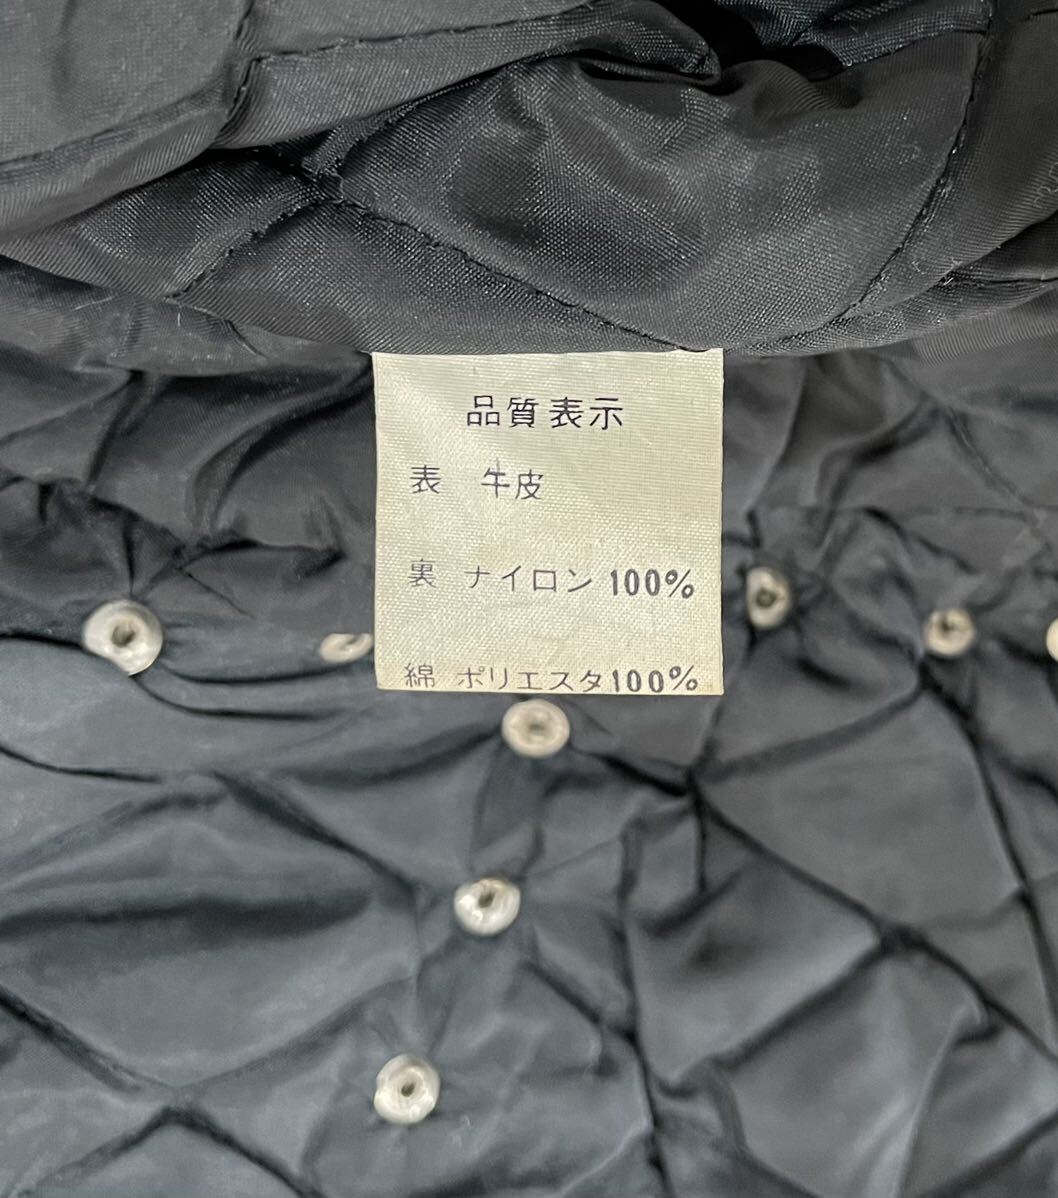 品質表示
表 牛皮
裏 ナイロン 100%
綿 ポリエスタ100%